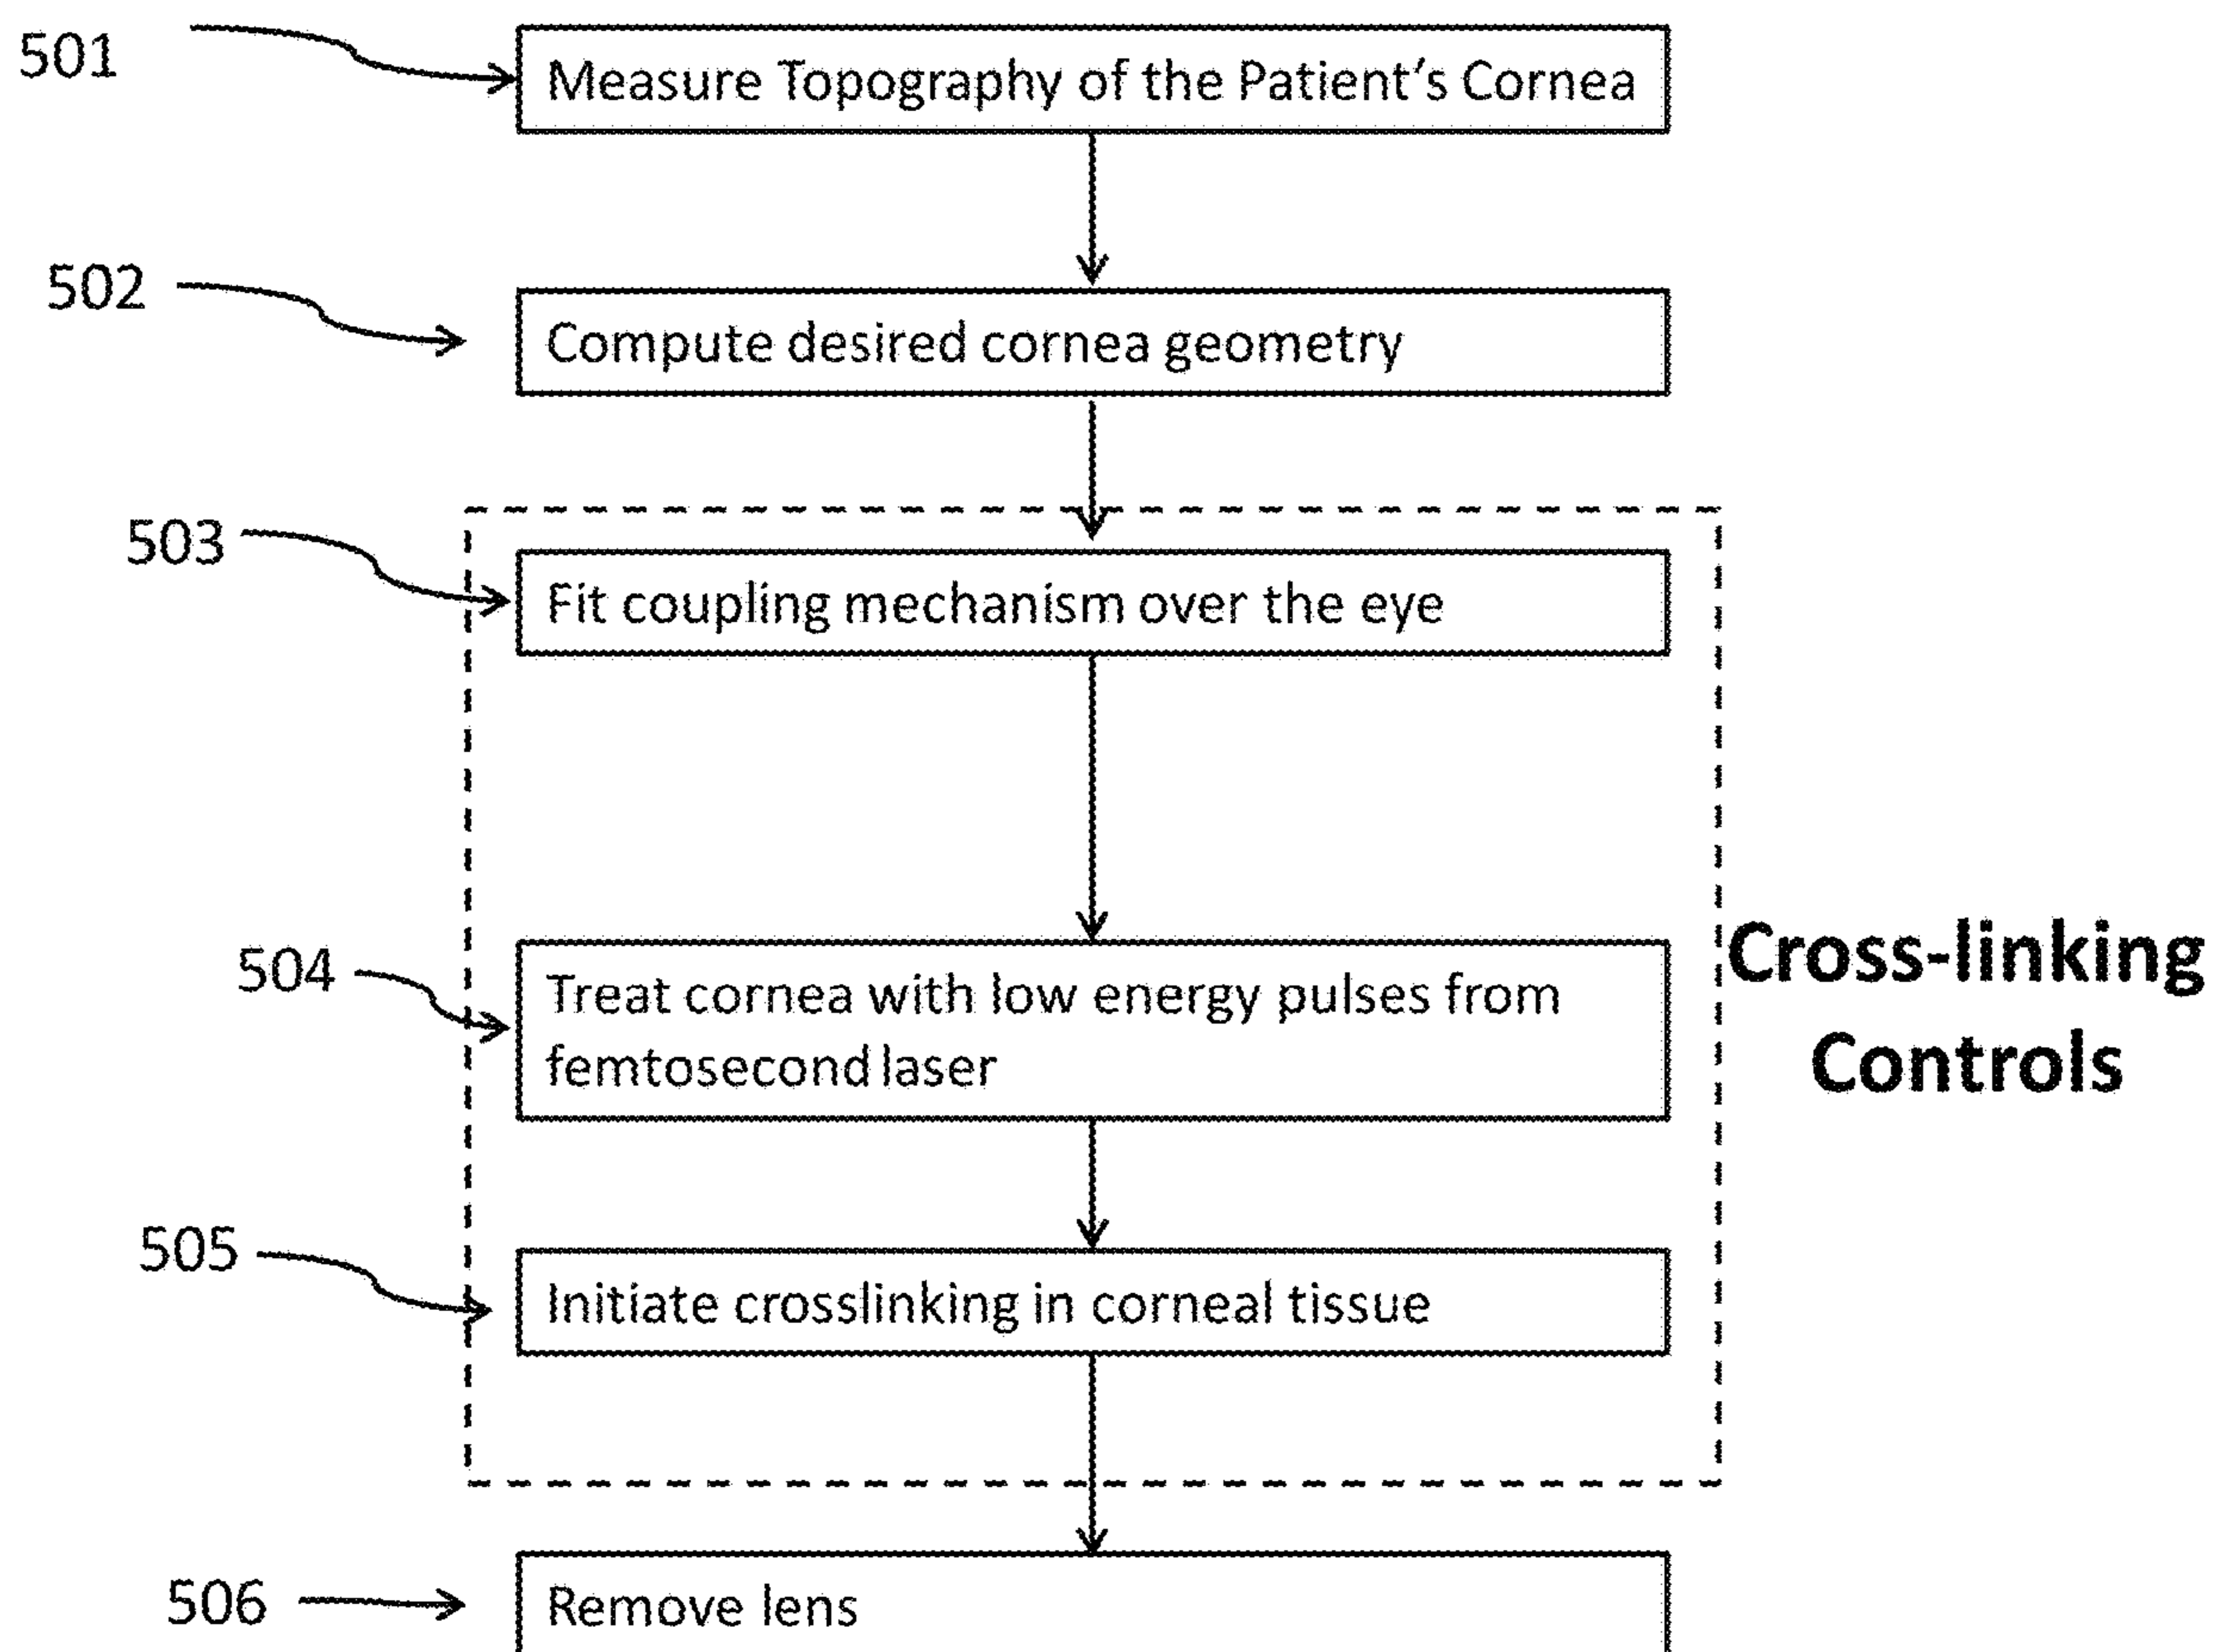 501
Measure Topography of the Patient's Cornea
502
Compute desired cornea geometry
503
Fit coupling mechanism over the eye
504
Treat cornea with low energy pulses from
femtosecond laser
Cross-linking
Controls
505
Initiate crosslinking in corneal tissue
506
Remove lens